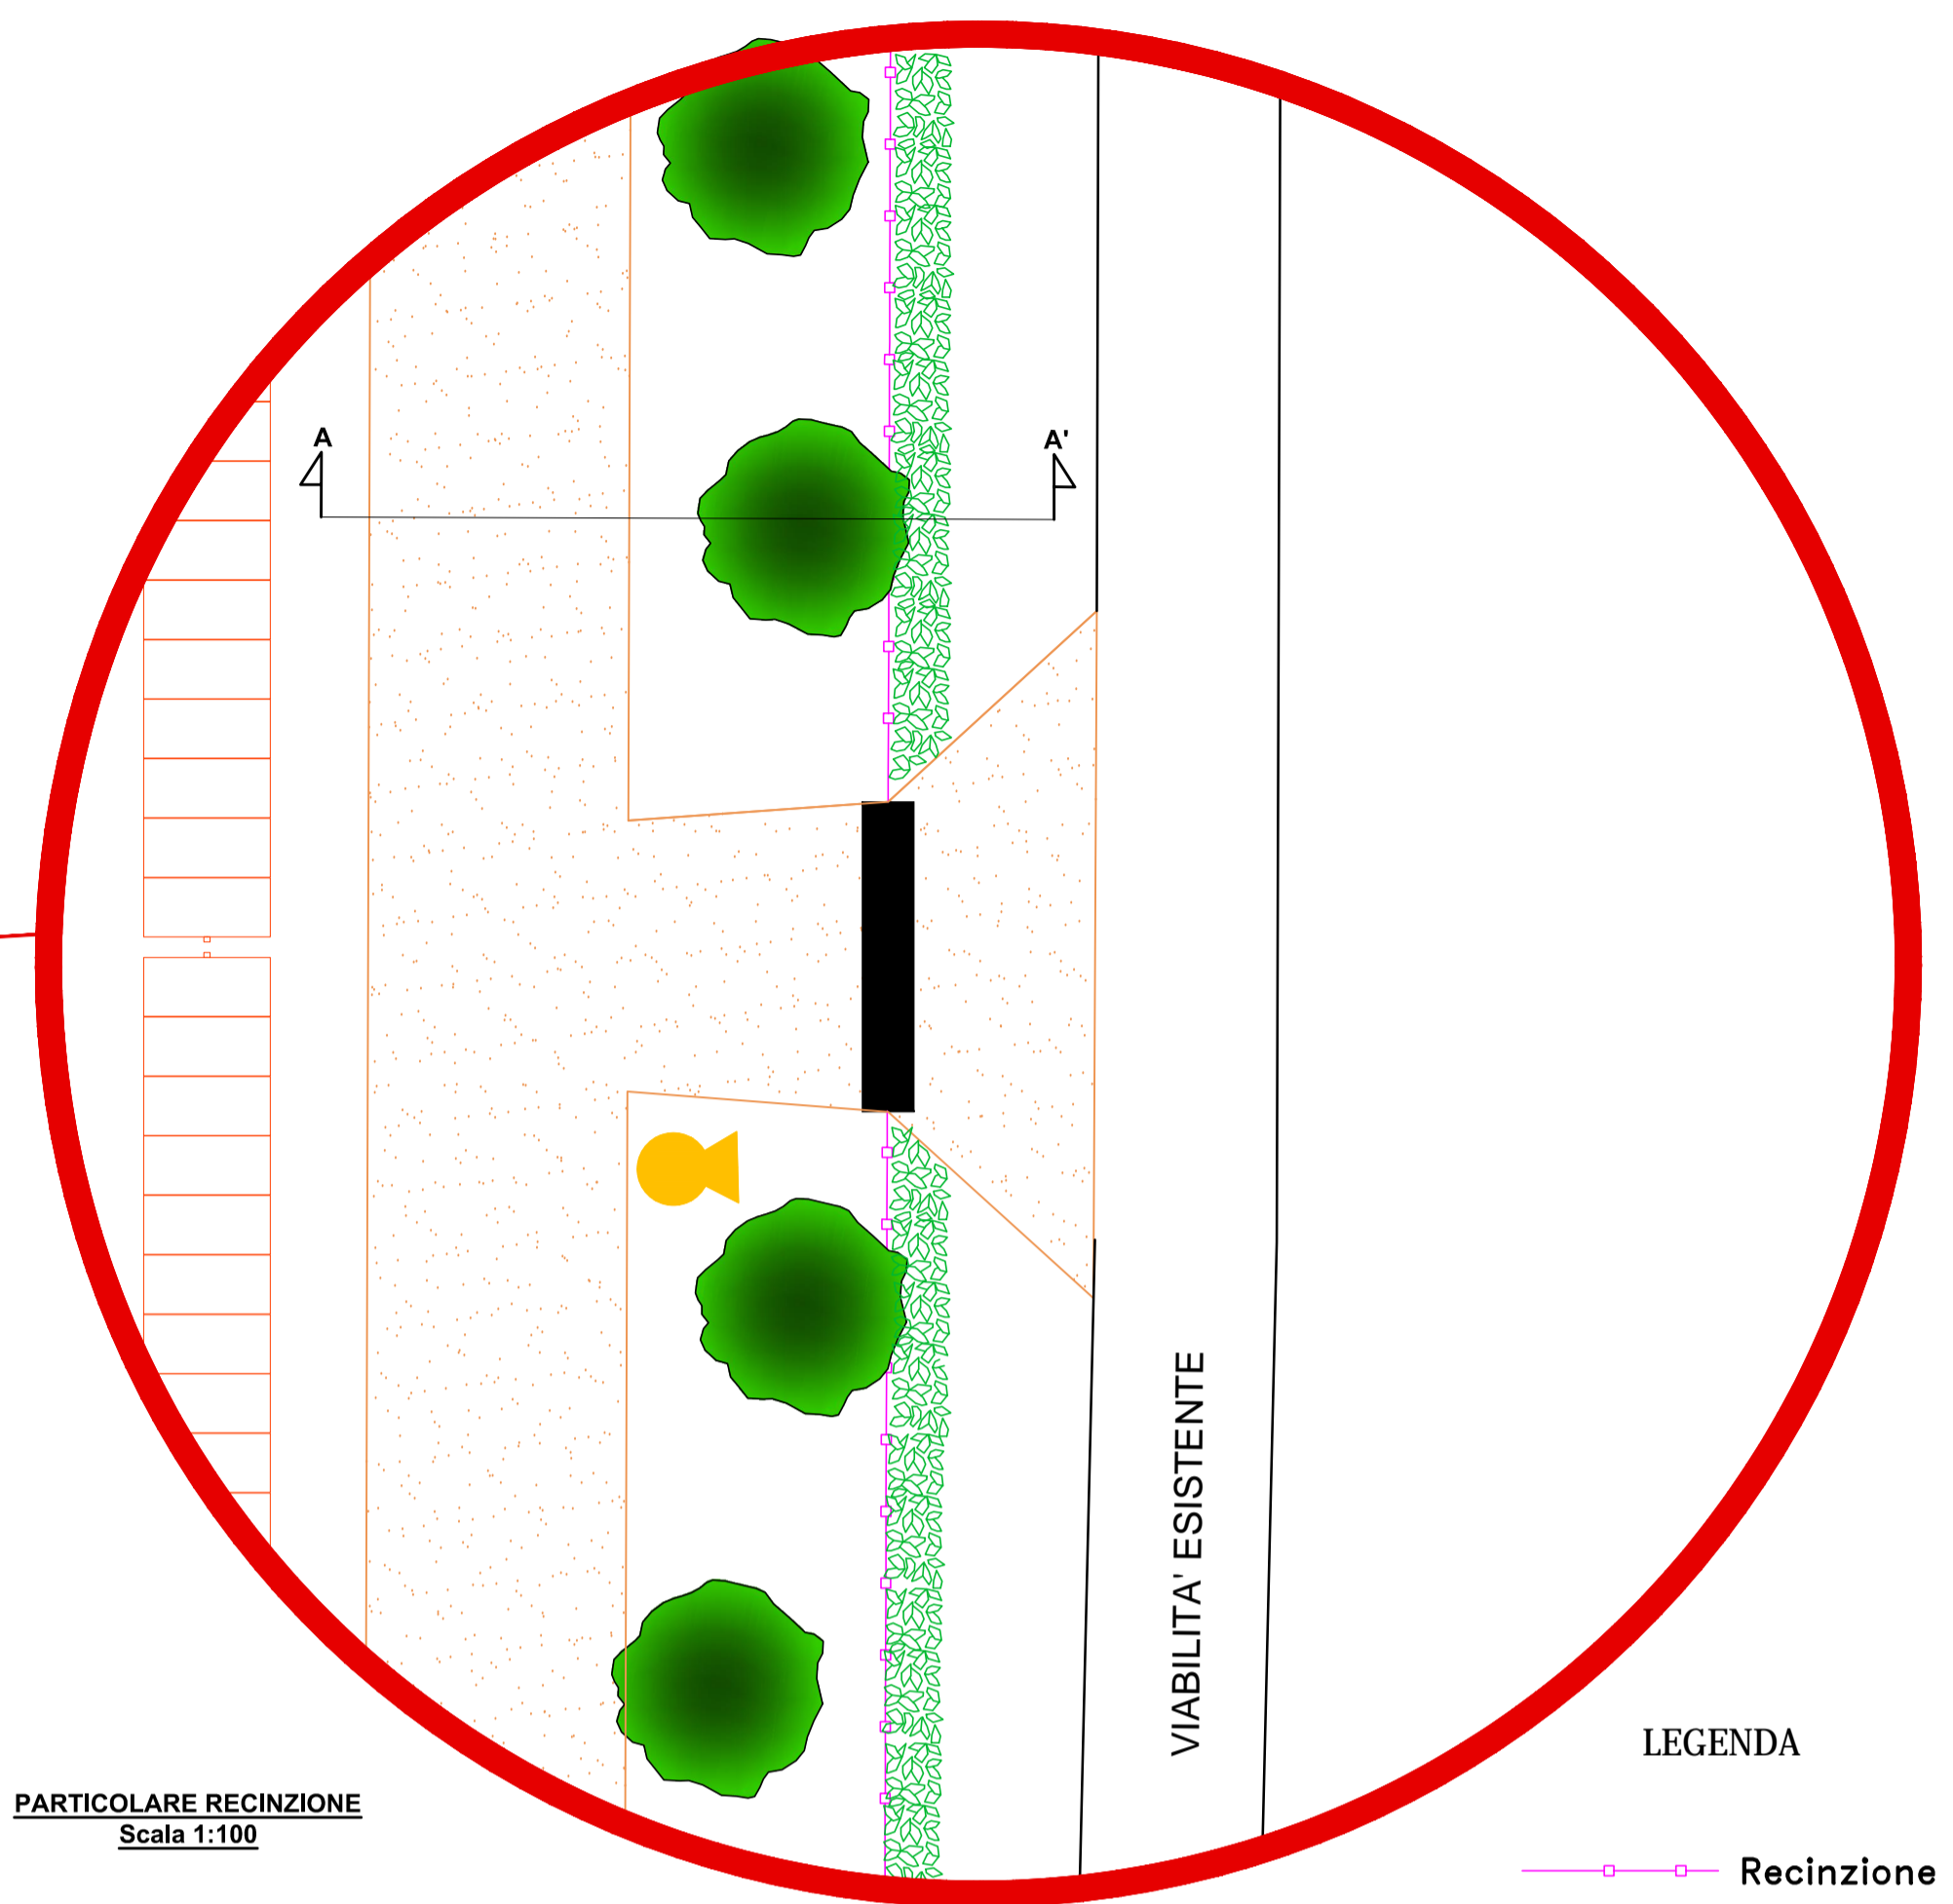 A
A'
VIABILITA' ESISTENTE
LEGENDA
PARTICOLARE RECINZIONE
Scala 1:100
Recinzione